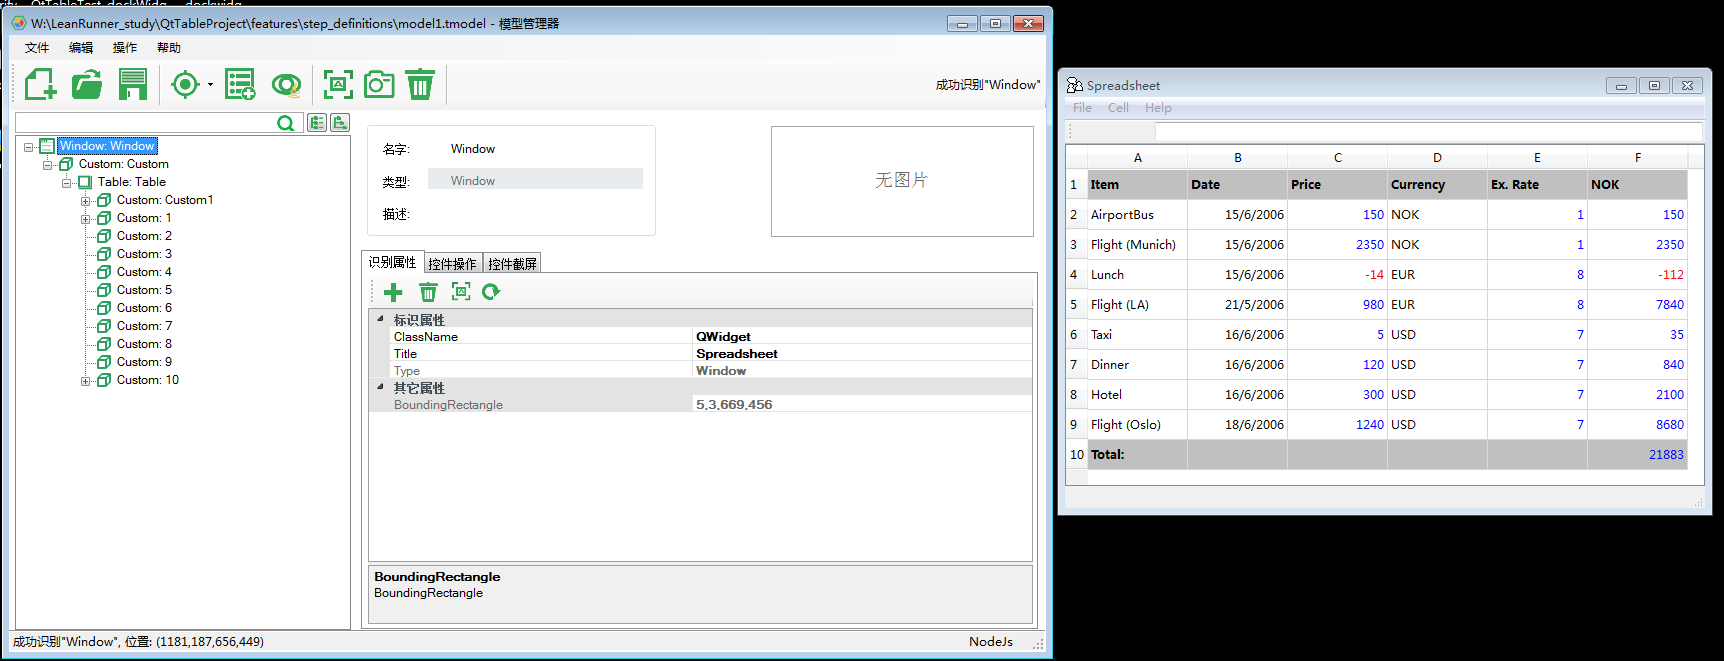 W:\LeanRunner_study\QtTableProject\features\step_definitions\model1.tmodel - 模型管理器
文件 编辑 操作 帮助
成功识别"Window"
Window: Window
Custom: Custom
Table: Table
Custom: Custom1
Custom: 1
Custom: 2
Custom: 3
Custom: 4
Custom: 5
Custom: 6
Custom: 7
Custom: 8
Custom: 9
Custom: 10
名字: Window
类型: Window
描述:
无图片
识别属性 控件操作 控件截屏
标识属性
ClassName QWidget
Title Spreadsheet
Type Window
其它属性
BoundingRectangle 5,3,669,456
BoundingRectangle
BoundingRectangle
成功识别"Window", 位置: (1181,187,656,449)
NodeJs
Spreadsheet
File Cell Help
A B C D E F
1 Item Date Price Currency Ex. Rate NOK
2 AirportBus 15/6/2006 150 NOK 1 150
3 Flight (Munich) 15/6/2006 2350 NOK 1 2350
4 Lunch 15/6/2006 -14 EUR 8 -112
5 Flight (LA) 21/5/2006 980 EUR 8 7840
6 Taxi 16/6/2006 5 USD 7 35
7 Dinner 16/6/2006 120 USD 7 840
8 Hotel 16/6/2006 300 USD 7 2100
9 Flight (Oslo) 18/6/2006 1240 USD 7 8680
10 Total: 21883